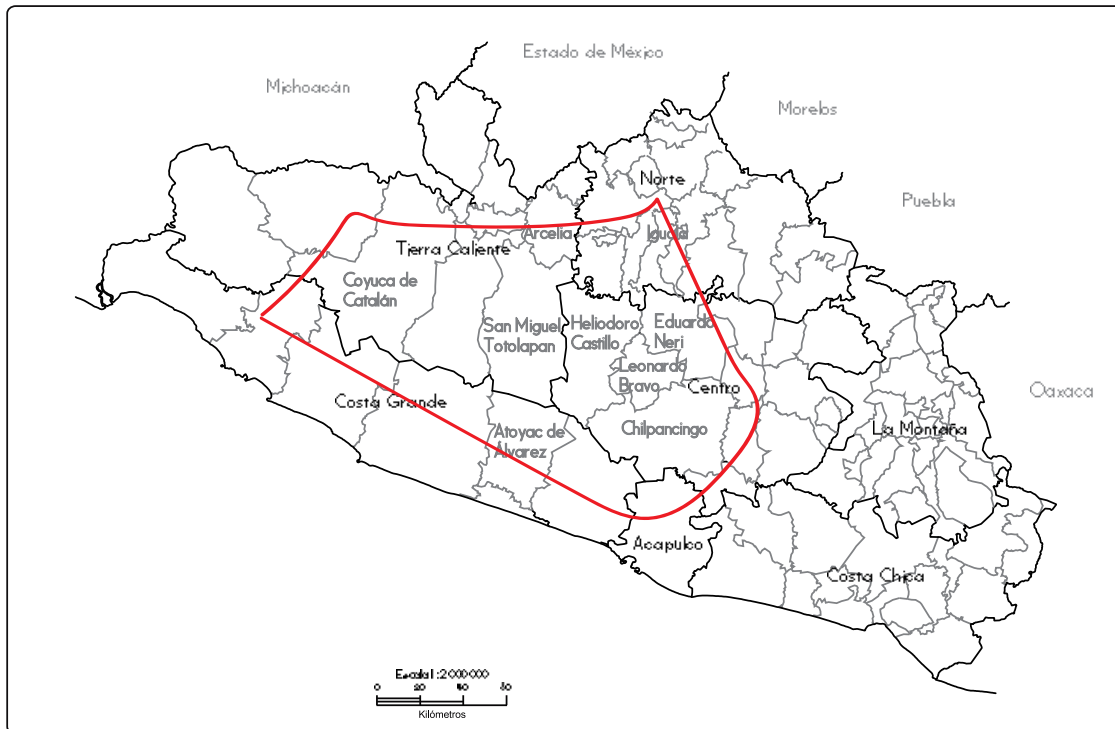 Estado de México
Michoacán
Morelos
Norte
Puebla
Arcelia
Iguala
Tierra Caliente
Coyuca de
Catalán
San Miguel
Totolapan
Heliodoro
Castillo
Eduardo
Neri
Leonardo
Bravo
Centro
Oaxaca
Costa Grande
Atoyac de
Álvarez
Chilpancingo
La Montaña
Acapulco
Costa Chica
Escala 1:2000000
0 20 40 80
Kilómetros